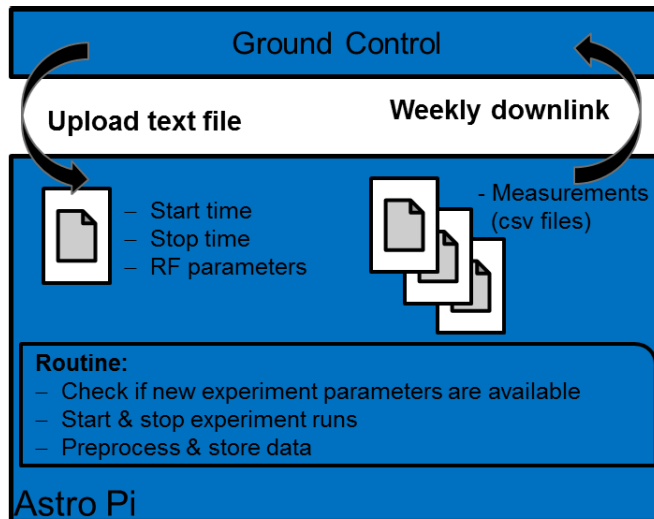 Ground Control
Upload text file
Weekly downlink
– Start time
– Stop time
– RF parameters
- Measurements
(csv files)
Routine:
– Check if new experiment parameters are available
– Start & stop experiment runs
– Preprocess & store data
Astro Pi